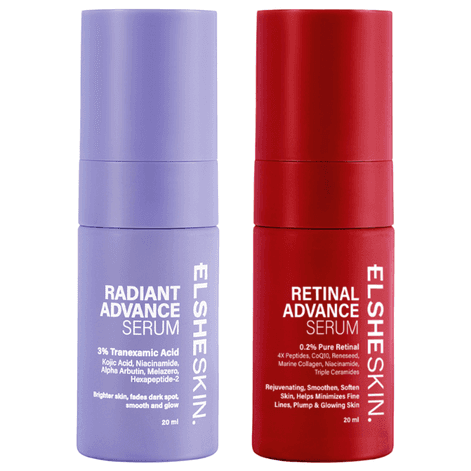 RADIANT
ADVANCE
SERUM
3% Tranexamic Acid
Kojic Acid, Niacinamide,
Alpha Arbutin, Melazero,
Hexapeptide-2
Brighter skin, fades dark spot,
smooth and glow
20 ml
ELSHESKIN.
RETINAL
ADVANCE
SERUM
0.2% Pure Retinal
4X Peptides, CoQ10, Reneseed,
Marine Collagen, Niacinamide,
Triple Ceramides
Rejuvenating, Smoothen, Soften
Skin, Helps Minimizes Fine
Lines, Plump & Glowing Skin
20 ml
ELSHESKIN.